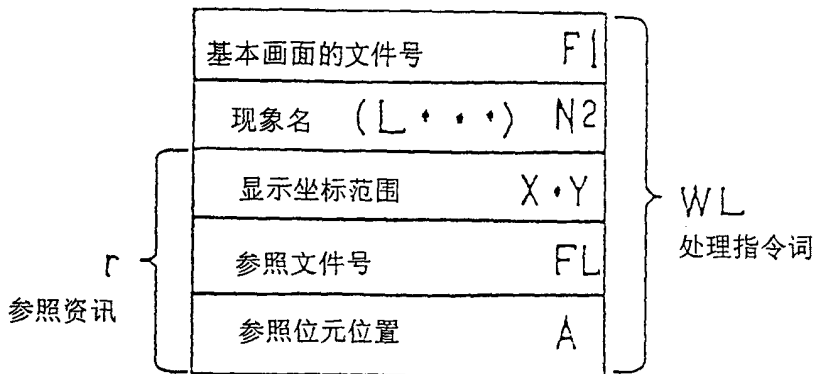 基本画面的文件号 F1
现象名 (L・・・) N2
显示坐标范围 X・Y
参照文件号 FL
参照位元位置 A
r
参照资讯
WL
处理指令词